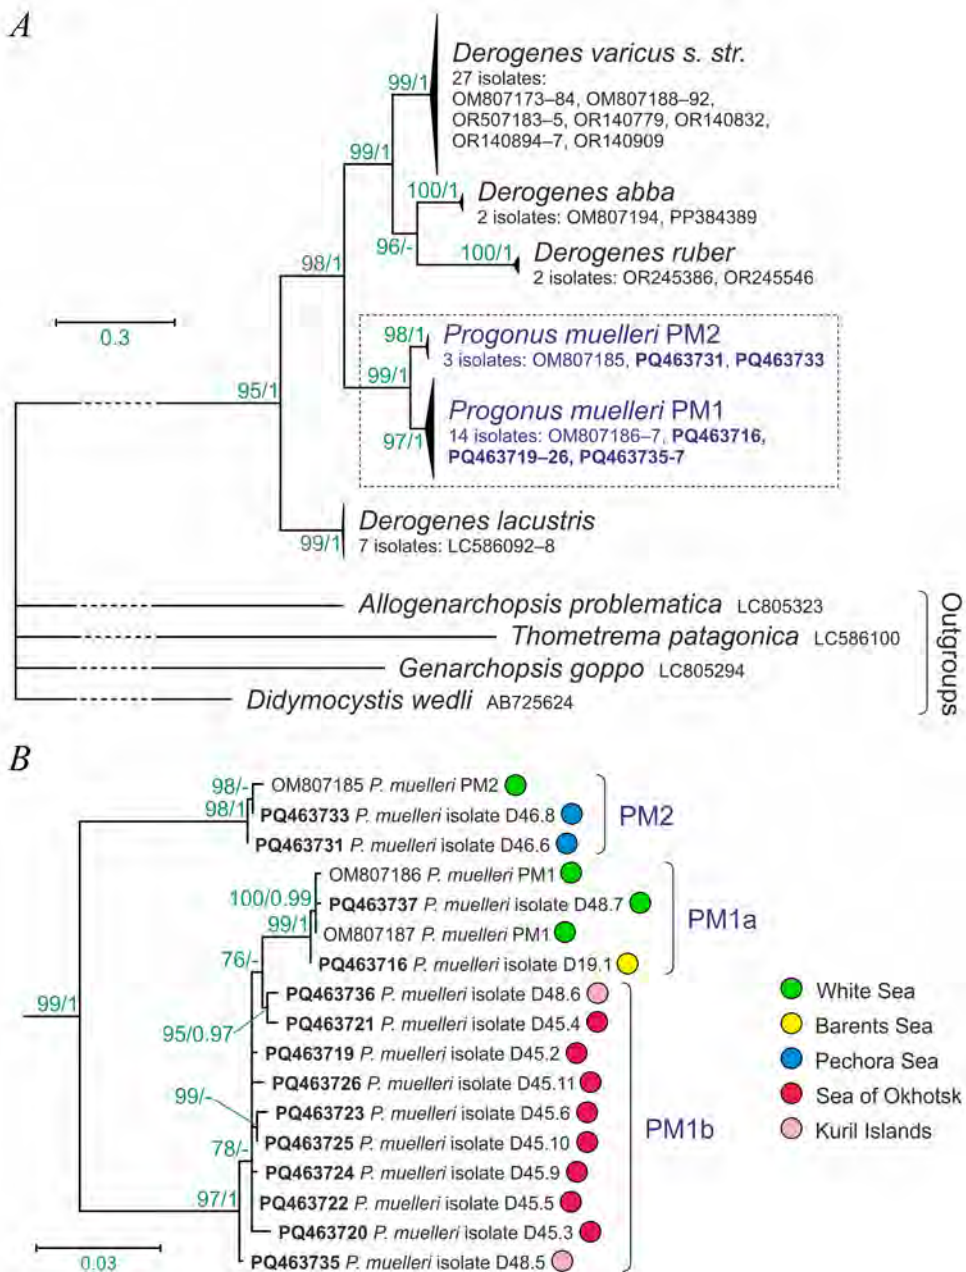 A
Derogenes varicus s. str.
27 isolates:
OM807173–84, OM807188–92,
OR507183–5, OR140779, OR140832,
OR140894–7, OR140909
99/1
99/1
100/1
Derogenes abba
2 isolates: OM807194, PP384389
96/-
100/1
Derogenes ruber
2 isolates: OR245386, OR245546
98/1
0.3
98/1
Progonus muelleri PM2
3 isolates: OM807185, PQ463731, PQ463733
99/1
95/1
Progonus muelleri PM1
97/1
14 isolates: OM807186–7, PQ463716,
PQ463719–26, PQ463735-7
Derogenes lacustris
99/1
7 isolates: LC586092–8
Allogenarchopsis problematica LC805323
Thometrema patagonica LC586100
Genarchopsis goppo LC805294
Didymocystis wedli AB725624
Outgroups
B
98/-
OM807185 P. muelleri PM2
98/1
PQ463733 P. muelleri isolate D46.8
PM2
PQ463731 P. muelleri isolate D46.6
OM807186 P. muelleri PM1
100/0.99
PQ463737 P. muelleri isolate D48.7
PM1a
99/1
OM807187 P. muelleri PM1
76/-
PQ463716 P. muelleri isolate D19.1
99/1
PQ463736 P. muelleri isolate D48.6
95/0.97
PQ463721 P. muelleri isolate D45.4
PQ463719 P. muelleri isolate D45.2
PQ463726 P. muelleri isolate D45.11
99/-
PQ463723 P. muelleri isolate D45.6
PM1b
78/-
PQ463725 P. muelleri isolate D45.10
PQ463724 P. muelleri isolate D45.9
97/1
PQ463722 P. muelleri isolate D45.5
PQ463720 P. muelleri isolate D45.3
0.03
PQ463735 P. muelleri isolate D48.5
White Sea
Barents Sea
Pechora Sea
Sea of Okhotsk
Kuril Islands